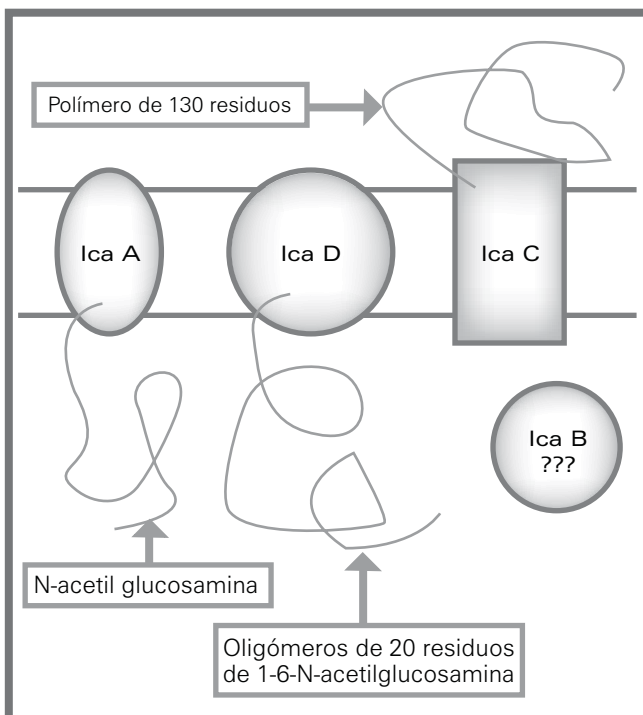 Polímero de 130 residuos
Ica A
Ica D
Ica C
Ica B
???
N-acetil glucosamina
Oligómeros de 20 residuos
de 1-6-N-acetilglucosamina